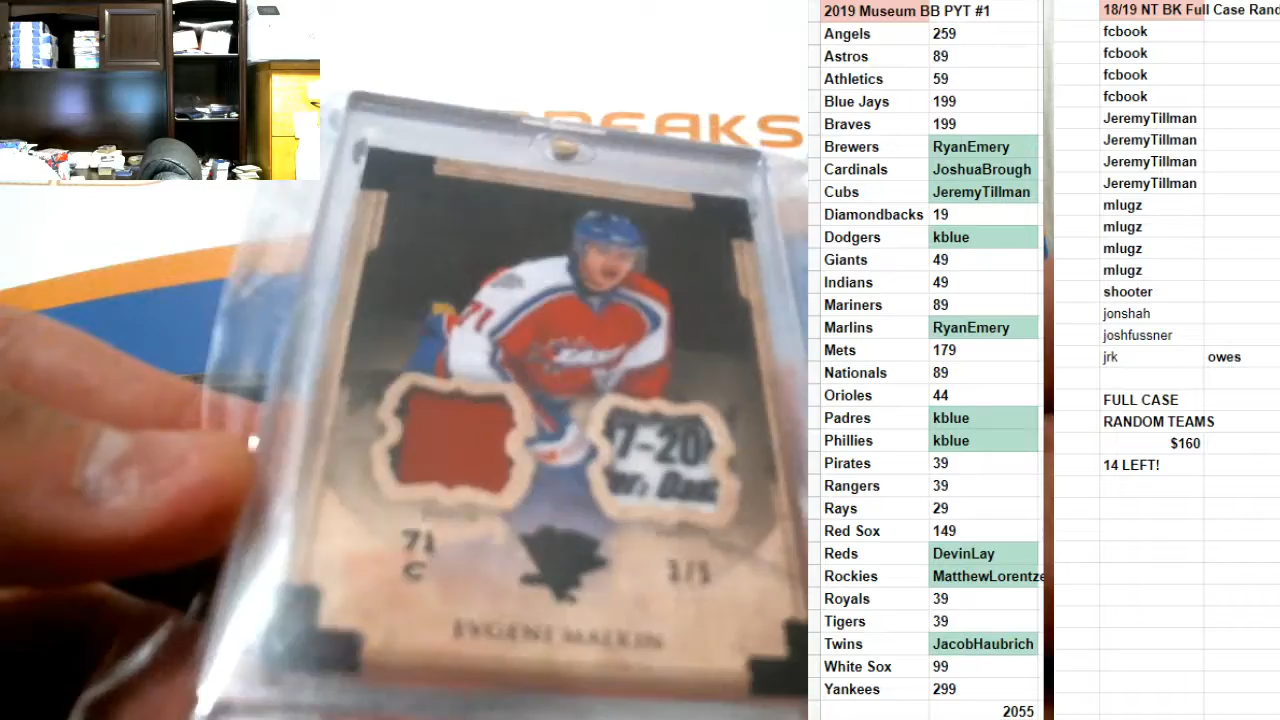 BREAKS
71
7-20
71
C
EVGENI MALKIN
2019 Museum BB PYT #1
Angels 259
Astros 89
Athletics 59
Blue Jays 199
Braves 199
Brewers RyanEmery
Cardinals JoshuaBrough
Cubs JeremyTillman
Diamondbacks 19
Dodgers kblue
Giants 49
Indians 49
Mariners 89
Marlins RyanEmery
Mets 179
Nationals 89
Orioles 44
Padres kblue
Phillies kblue
Pirates 39
Rangers 39
Rays 29
Red Sox 149
Reds DevinLay
Rockies MatthewLorentze
Royals 39
Tigers 39
Twins JacobHaubrich
White Sox 99
Yankees 299
2055
18/19 NT BK Full Case Rand
fcbook
fcbook
fcbook
fcbook
JeremyTillman
JeremyTillman
JeremyTillman
JeremyTillman
mlugz
mlugz
mlugz
mlugz
shooter
jonshah
joshfussner
jrk owes
FULL CASE
RANDOM TEAMS
$160
14 LEFT!